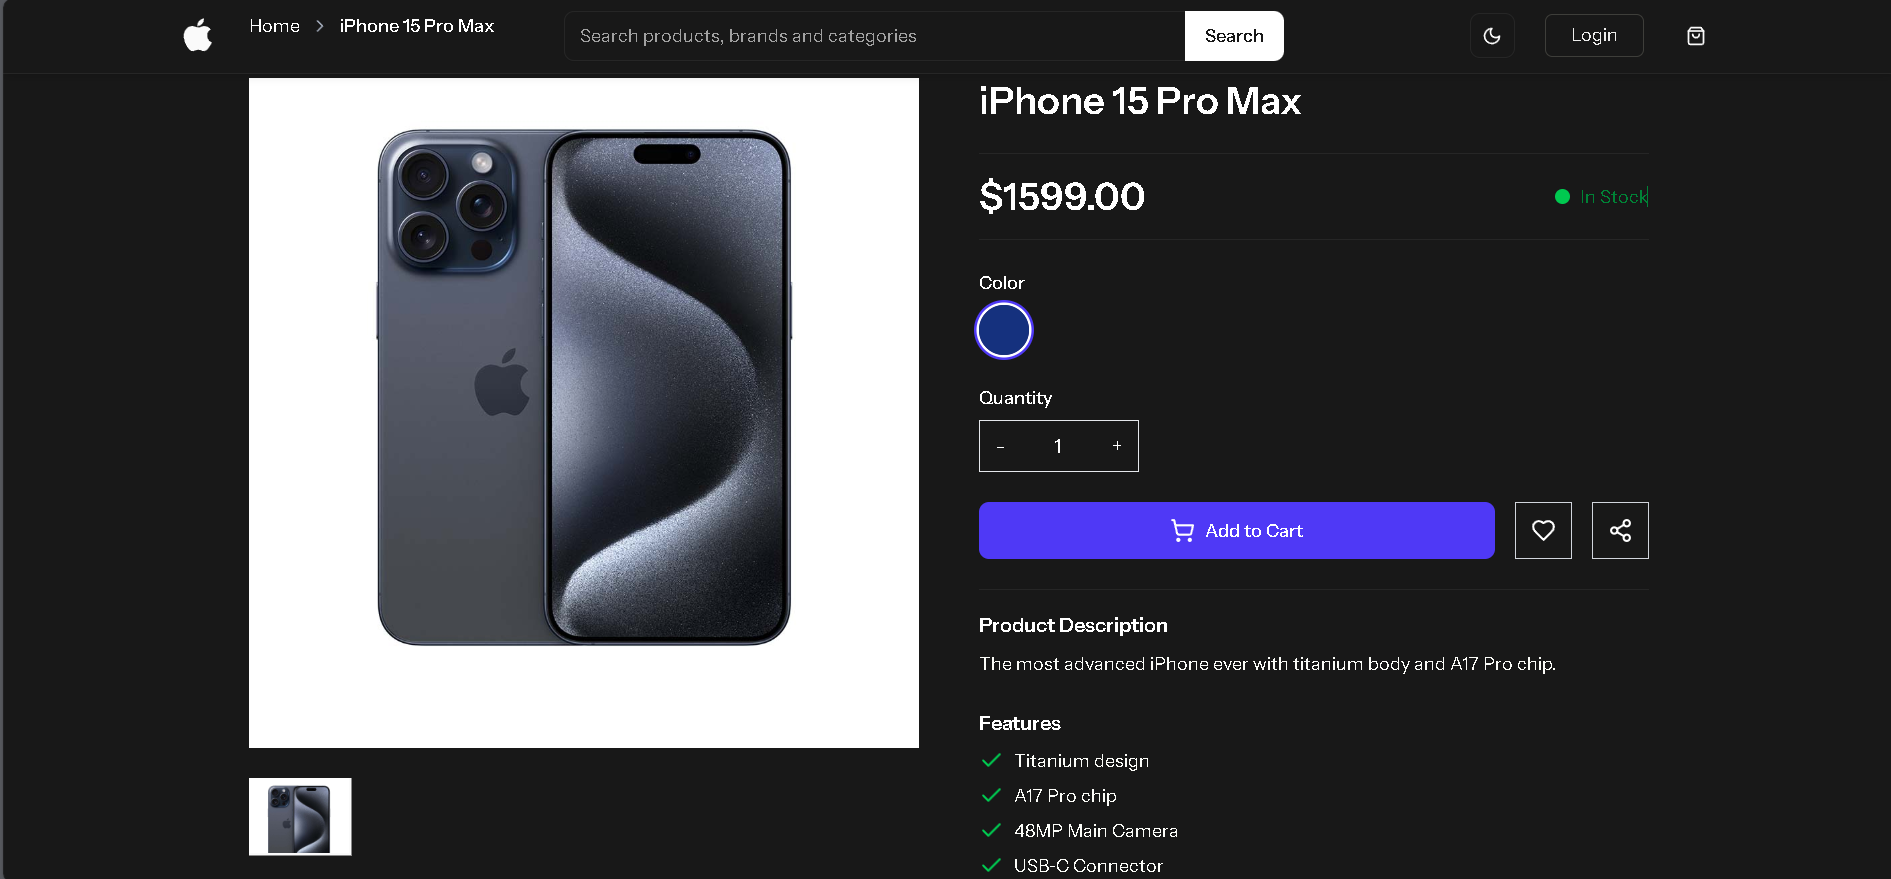 Home > iPhone 15 Pro Max
Search products, brands and categories
Search
Login
iPhone 15 Pro Max
$1599.00
In Stock
Color
Quantity
- 1 +
Add to Cart
Product Description
The most advanced iPhone ever with titanium body and A17 Pro chip.
Features
Titanium design
A17 Pro chip
48MP Main Camera
USB-C Connector